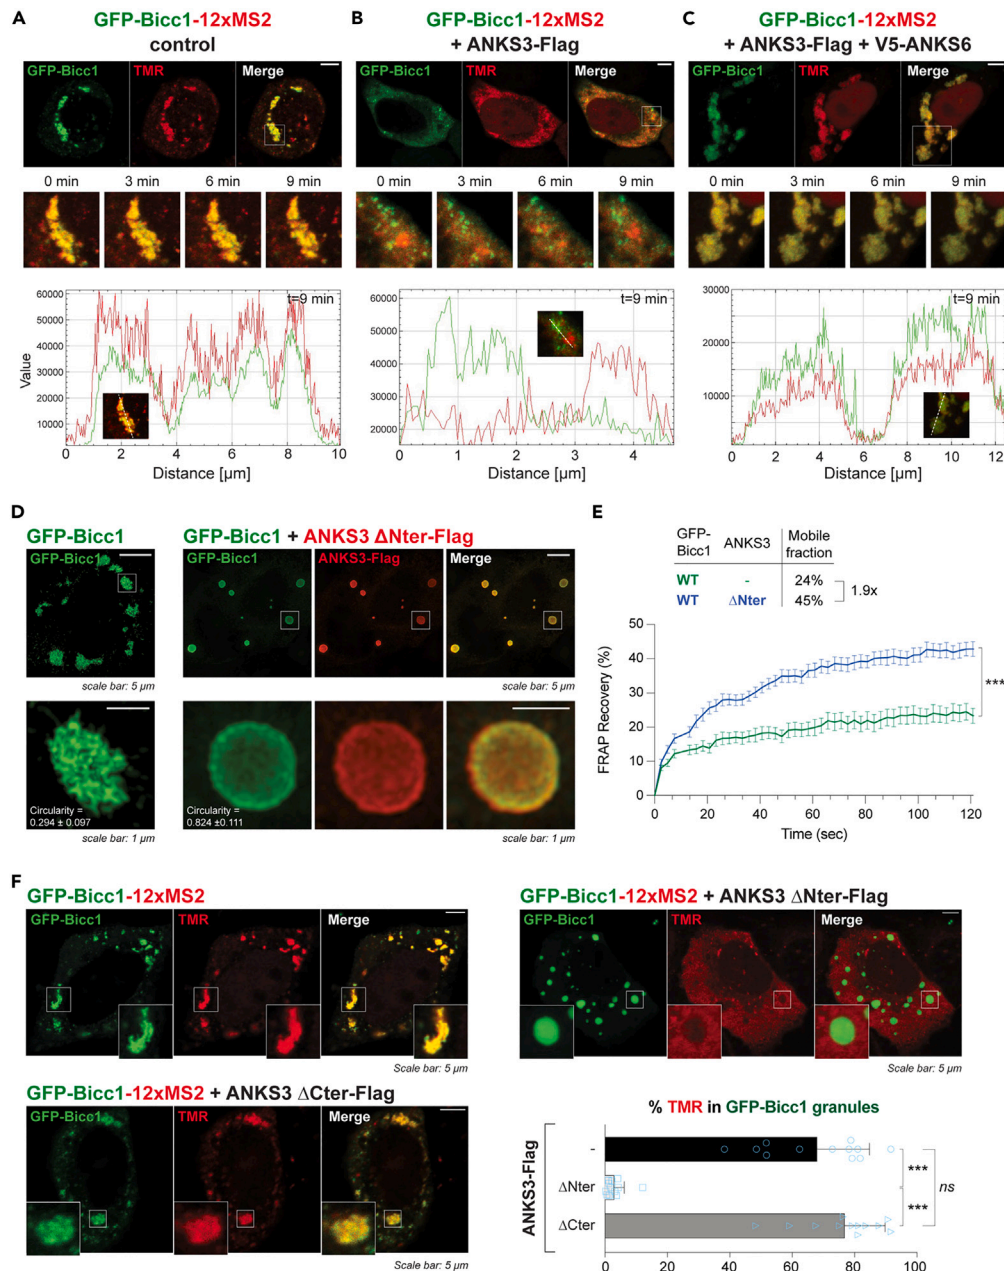 A
GFP-Bicc1-12xMS2
control
GFP-Bicc1
TMR
Merge
0 min
3 min
6 min
9 min
t=9 min
60000
50000
40000
30000
20000
10000
Value
0
2
4
6
8
10
Distance [µm]
B
GFP-Bicc1-12xMS2
+ ANKS3-Flag
GFP-Bicc1
TMR
Merge
0 min
3 min
6 min
9 min
t=9 min
60000
50000
40000
30000
20000
0
1
2
3
4
Distance [µm]
C
GFP-Bicc1-12xMS2
+ ANKS3-Flag + V5-ANKS6
GFP-Bicc1
TMR
Merge
0 min
3 min
6 min
9 min
t=9 min
30000
25000
20000
15000
10000
5000
0
2
4
6
8
10
12
Distance [µm]
D
GFP-Bicc1
GFP-Bicc1
scale bar: 5 µm
Circularity =
0.294 ± 0.097
scale bar: 1 µm
GFP-Bicc1 + ANKS3 ΔNter-Flag
GFP-Bicc1
ANKS3-Flag
Merge
scale bar: 5 µm
Circularity =
0.824 ±0.111
scale bar: 1 µm
E
GFP-
Bicc1
ANKS3
Mobile
fraction
WT - 24%
WT ΔNter 45%
1.9x
50
40
30
20
10
0
FRAP Recovery (%)
***
0
20
40
60
80
100
120
Time (sec)
F
GFP-Bicc1-12xMS2
GFP-Bicc1
TMR
Merge
Scale bar: 5 µm
GFP-Bicc1-12xMS2 + ANKS3 ΔNter-Flag
GFP-Bicc1
TMR
Merge
Scale bar: 5 µm
GFP-Bicc1-12xMS2 + ANKS3 ΔCter-Flag
GFP-Bicc1
TMR
Merge
Scale bar: 5 µm
% TMR in GFP-Bicc1 granules
ANKS3-Flag
-
ΔNter
ΔCter
***
***
ns
0
20
40
60
80
100